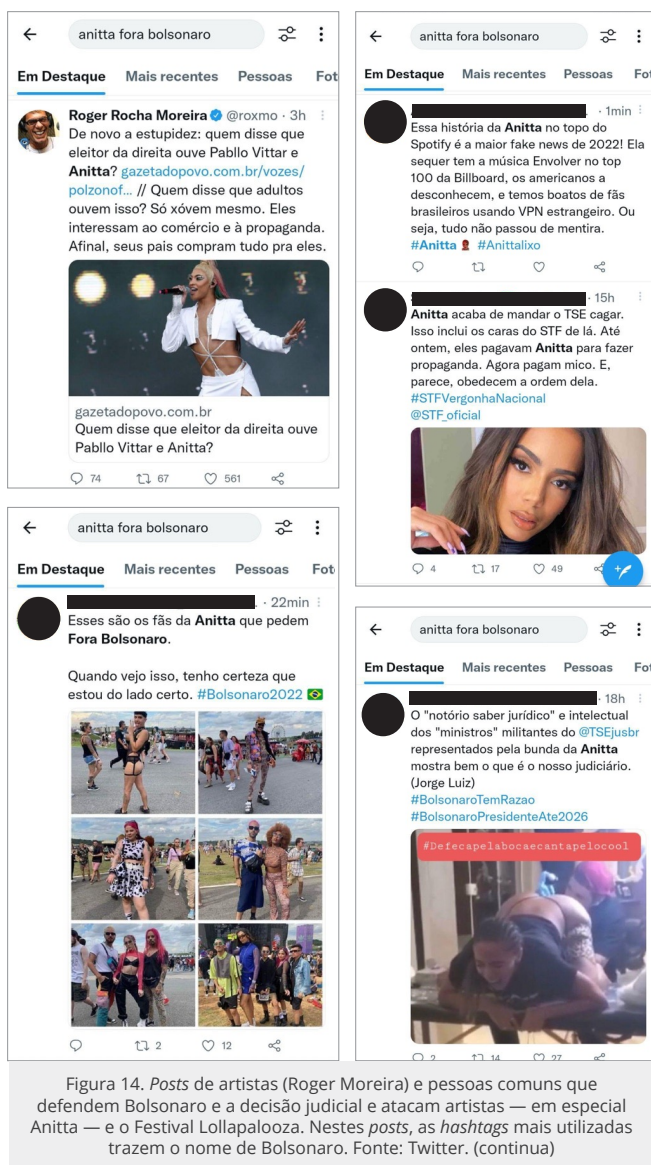 anitta fora bolsonaro
Em Destaque Mais recentes Pessoas Fot
Roger Rocha Moreira @roxmo · 3h
De novo a estupidez: quem disse que
eleitor da direita ouve Pabllo Vittar e
Anitta? gazetadopovo.com.br/vozes/
polzonof... // Quem disse que adultos
ouvem isso? Só xóvem mesmo. Eles
interessam ao comércio e à propaganda.
Afinal, seus pais compram tudo pra eles.
gazetadopovo.com.br
Quem disse que eleitor da direita ouve
Pabllo Vittar e Anitta?
74 67 561
anitta fora bolsonaro
Em Destaque Mais recentes Pessoas Fot
· 22min
Esses são os fãs da Anitta que pedem
Fora Bolsonaro.
Quando vejo isso, tenho certeza que
estou do lado certo. #Bolsonaro2022
2 12
anitta fora bolsonaro
Em Destaque Mais recentes Pessoas Fot
· 1min
Essa história da Anitta no topo do
Spotify é a maior fake news de 2022! Ela
sequer tem a música Envolver no top
100 da Billboard, os americanos a
desconhecem, e temos boatos de fãs
brasileiros usando VPN estrangeiro. Ou
seja, tudo não passou de mentira.
#Anitta #Anittalixo
· 15h
Anitta acaba de mandar o TSE cagar.
Isso inclui os caras do STF de lá. Até
ontem, eles pagavam Anitta para fazer
propaganda. Agora pagam mico. E,
parece, obedecem a ordem dela.
#STFVergonhaNacional
@STF_oficial
4 17 49
anitta fora bolsonaro
Em Destaque Mais recentes Pessoas Fot
· 18h
O "notório saber jurídico" e intelectual
dos "ministros" militantes do @TSEjusbr
representados pela bunda da Anitta
mostra bem o que é o nosso judiciário.
(Jorge Luiz)
#BolsonaroTemRazao
#BolsonaroPresidenteAte2026
#Defecapelabocaecantapelocool
2 14 27
Figura 14. Posts de artistas (Roger Moreira) e pessoas comuns que
defendem Bolsonaro e a decisão judicial e atacam artistas — em especial
Anitta — e o Festival Lollapalooza. Nestes posts, as hashtags mais utilizadas
trazem o nome de Bolsonaro. Fonte: Twitter. (continua)